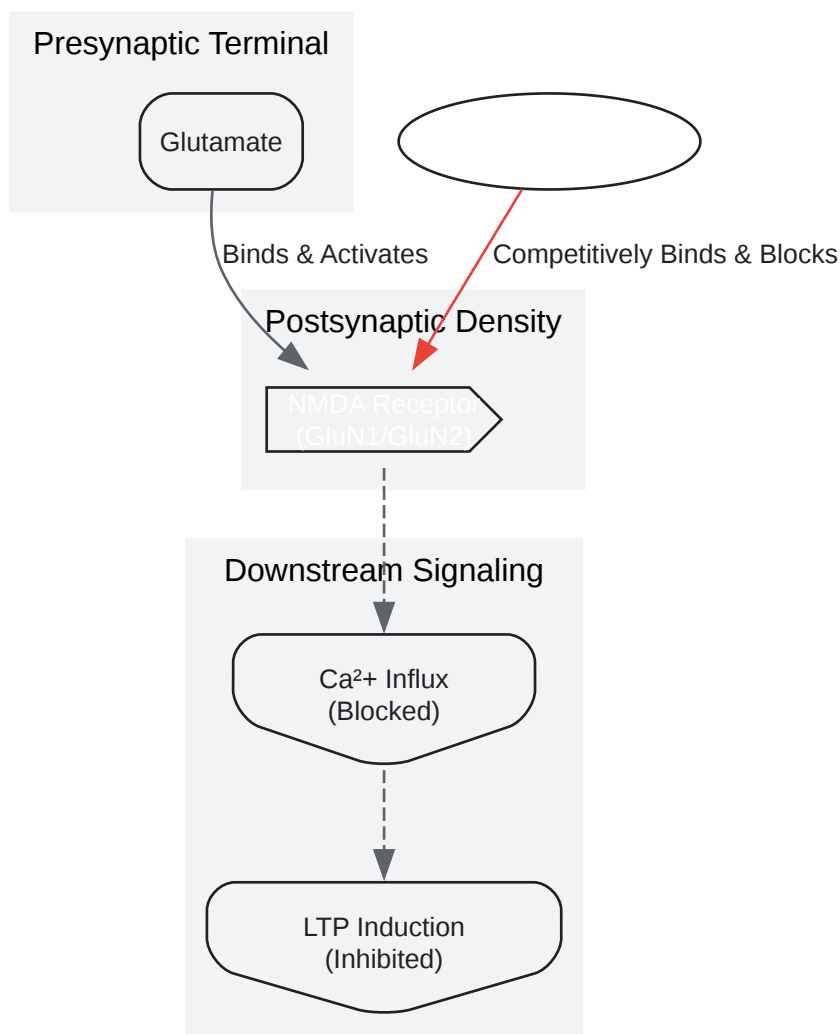 Presynaptic Terminal
Glutamate
Binds & Activates
Competitively Binds & Blocks
Postsynaptic Density
NMDA Receptor
(GluN1/GluN2)
Downstream Signaling
Ca²+ Influx
(Blocked)
LTP Induction
(Inhibited)